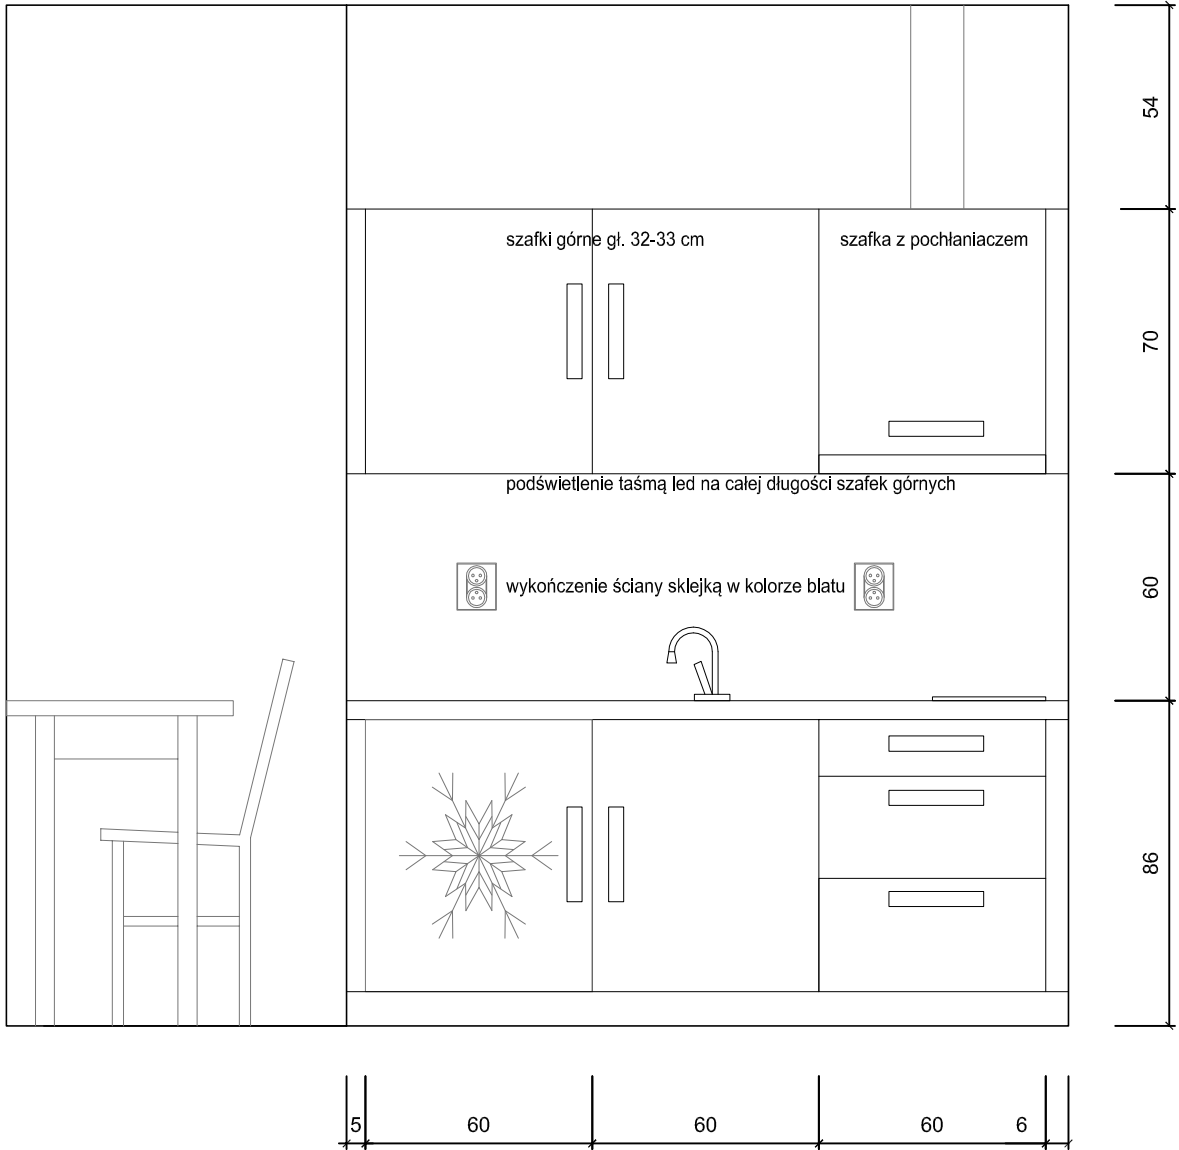 54
szafki górne gł. 32-33 cm
szafka z pochłaniaczem
70
podświetlenie taśmą led na całej długości szafek górnych
wykończenie ściany sklejką w kolorze blatu
60
86
5
60
60
60
6